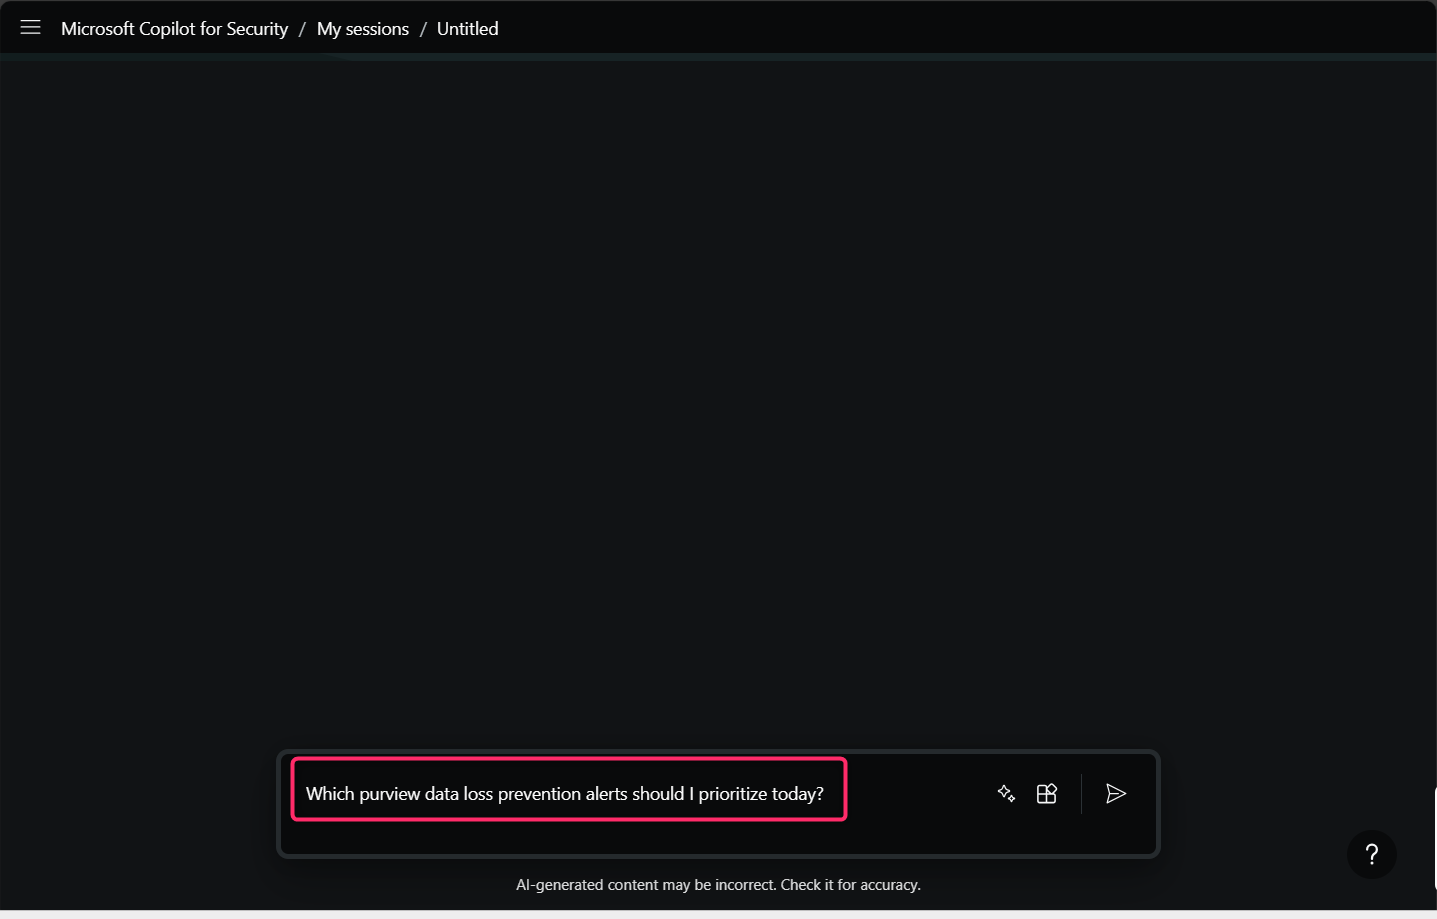 Microsoft Copilot for Security / My sessions / Untitled
Which purview data loss prevention alerts should I prioritize today?
?
AI-generated content may be incorrect. Check it for accuracy.